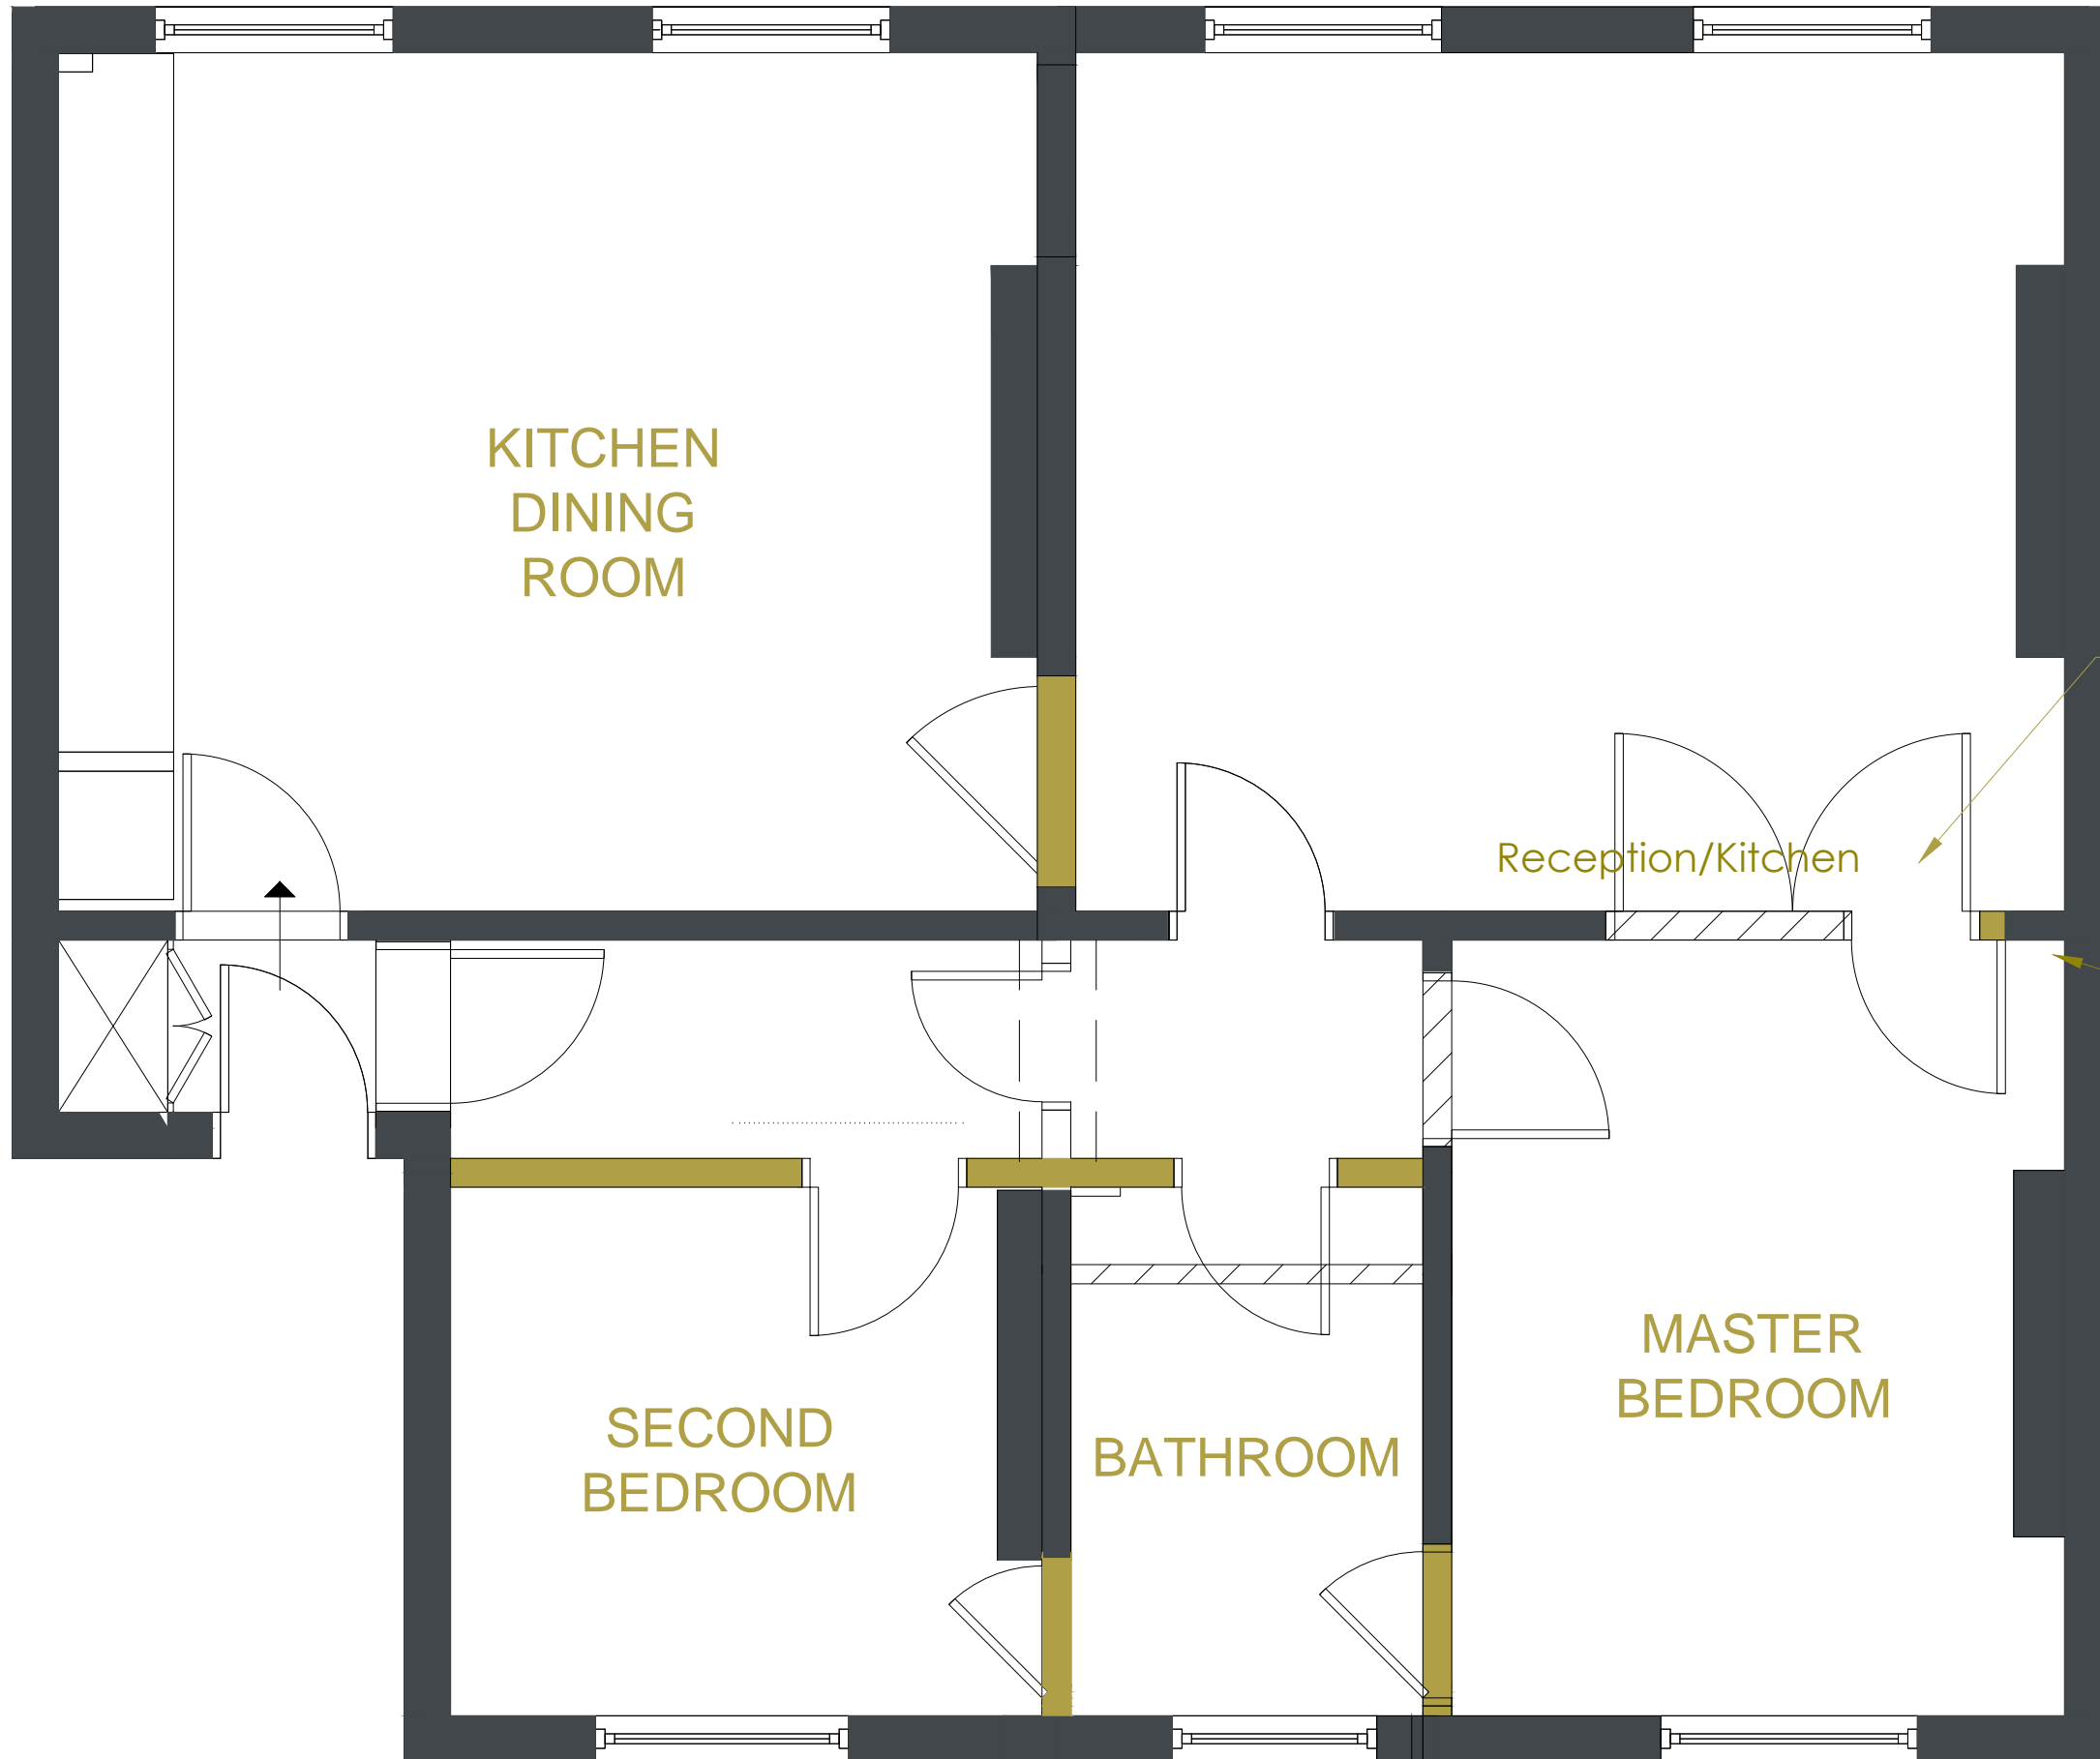 KITCHEN
DINING
ROOM
Reception/Kitchen
MASTER
BEDROOM
SECOND
BEDROOM
BATHROOM